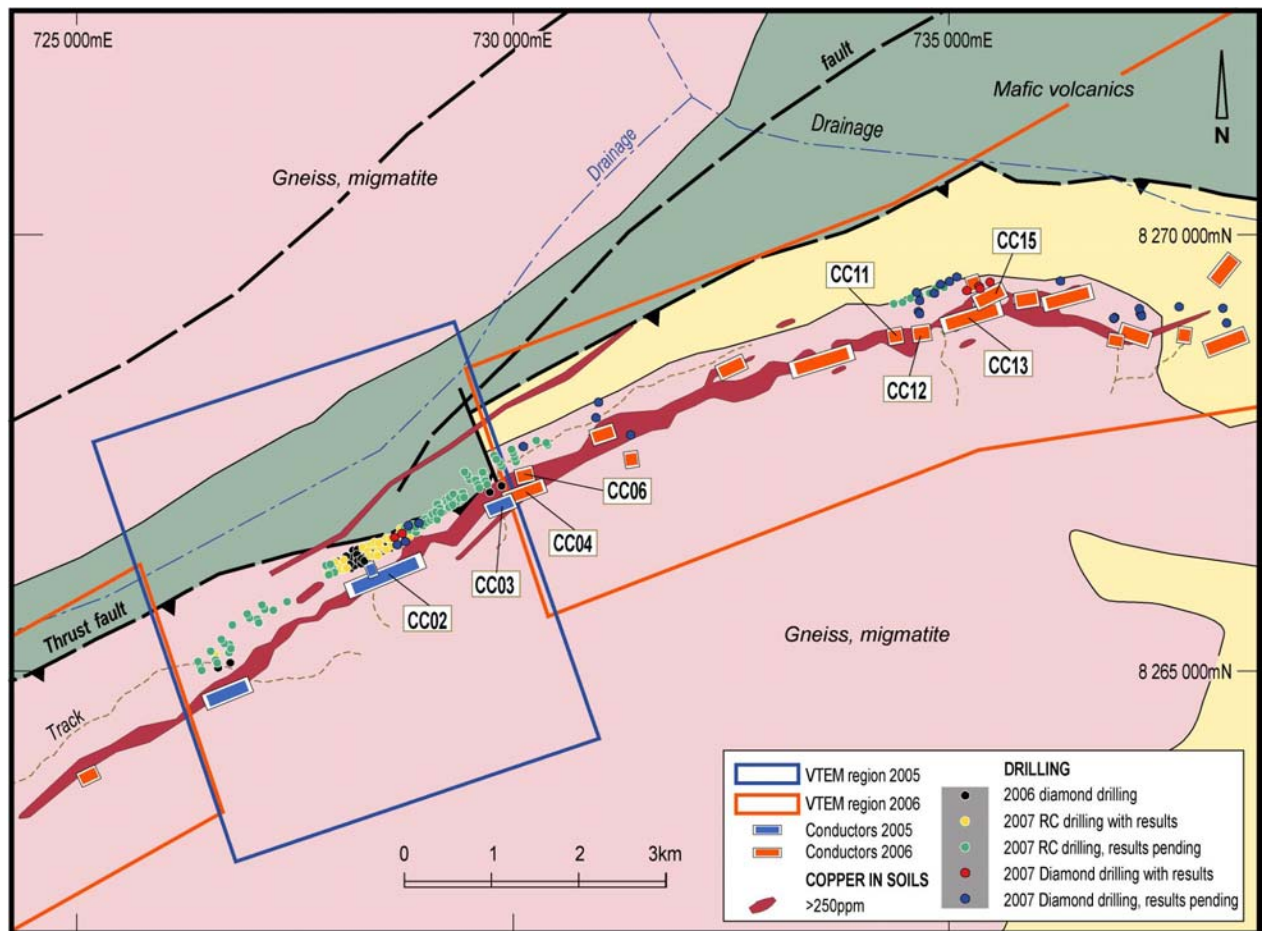 725 000mE
730 000mE
735 000mE
fault
Mafic volcanics
N
Drainage
Drainage
Gneiss, migmatite
8 270 000mN
CC15
CC11
CC12
CC13
CC06
CC04
CC03
CC02
Thrust fault
Gneiss, migmatite
8 265 000mN
Track
0 1 2 3km
VTEM region 2005
VTEM region 2006
Conductors 2005
Conductors 2006
COPPER IN SOILS
>250ppm
DRILLING
2006 diamond drilling
2007 RC drilling with results
2007 RC drilling, results pending
2007 Diamond drilling with results
2007 Diamond drilling, results pending